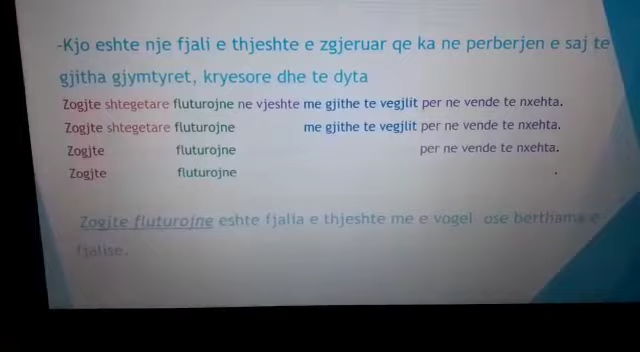 -Kjo eshte nje fjali e thjeshte e zgjeruar qe ka ne perberjen e saj te
gjitha gjymtyret, kryesore dhe te dyta
Zogjte shtegetare fluturojne ne vjeshte me gjithe te vegjlit per ne vende te nxehta.
Zogjte shtegetare fluturojne me gjithe te vegjlit per ne vende te nxehta.
Zogjte fluturojne per ne vende te nxehta.
Zogjte fluturojne .
Zogjte fluturojne eshte fjalia e thjeshte me e vogel ose berthama e
fjalise.